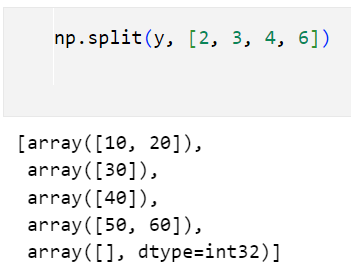 np.split(y, [2, 3, 4, 6])
[array([10, 20]),
 array([30]),
 array([40]),
 array([50, 60]),
 array([], dtype=int32)]